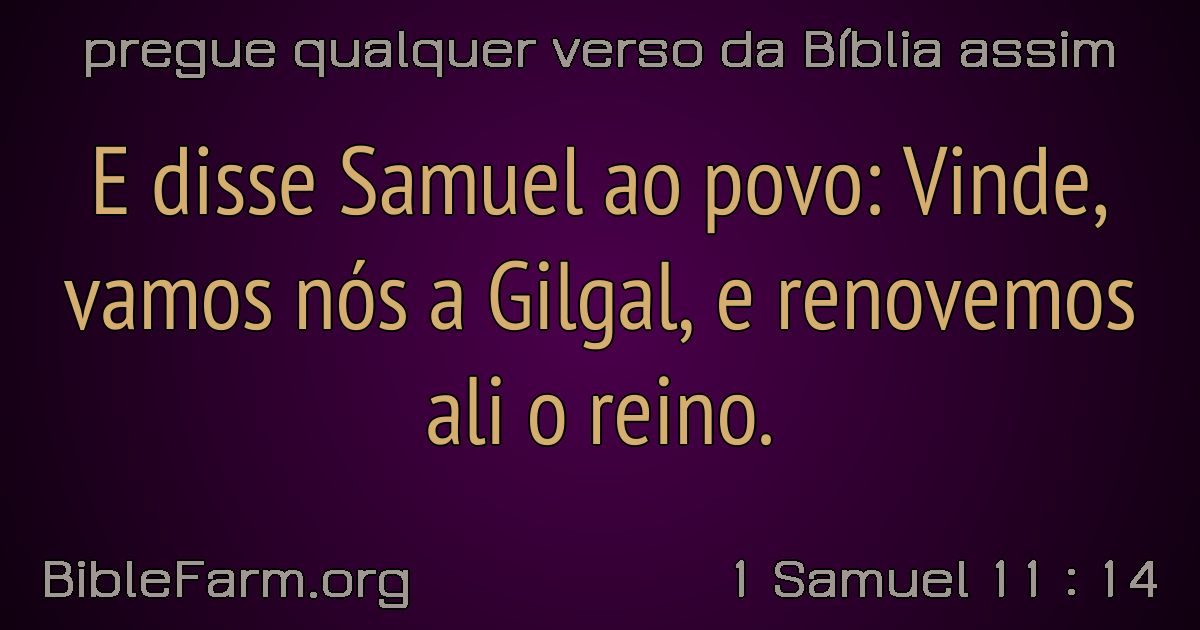 pregue qualquer verso da Bíblia assim
E disse Samuel ao povo: Vinde,
vamos nós a Gilgal, e renovemos
ali o reino.
BibleFarm.org
1 Samuel 11 : 14